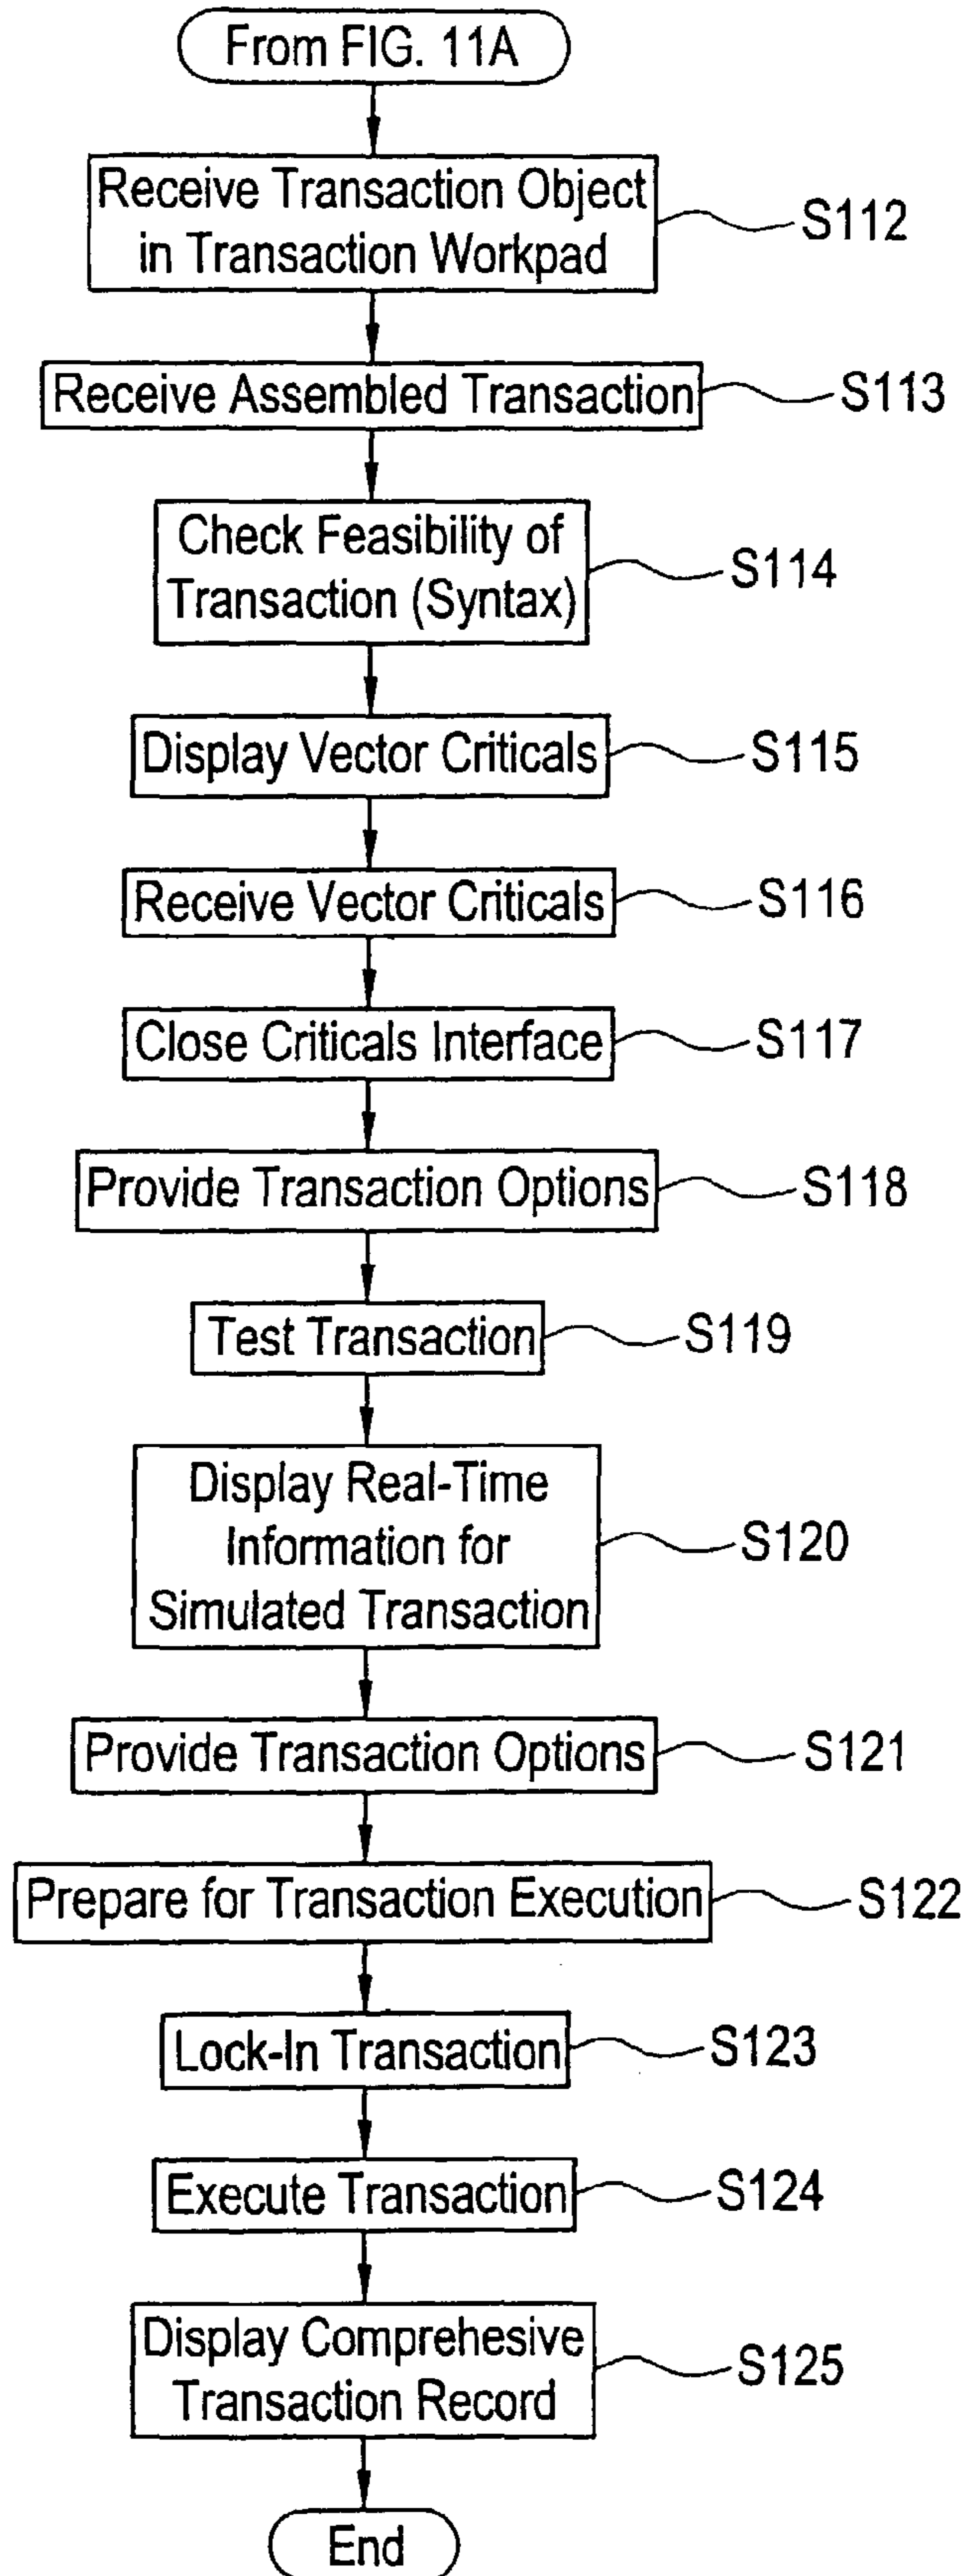 From FIG. 11A
Receive Transaction Object
in Transaction Workpad
S112
Receive Assembled Transaction
S113
Check Feasibility of
Transaction (Syntax)
S114
Display Vector Criticals
S115
Receive Vector Criticals
S116
Close Criticals Interface
S117
Provide Transaction Options
S118
Test Transaction
S119
Display Real-Time
Information for
Simulated Transaction
S120
Provide Transaction Options
S121
Prepare for Transaction Execution
S122
Lock-In Transaction
S123
Execute Transaction
S124
Display Comprehesive
Transaction Record
S125
End